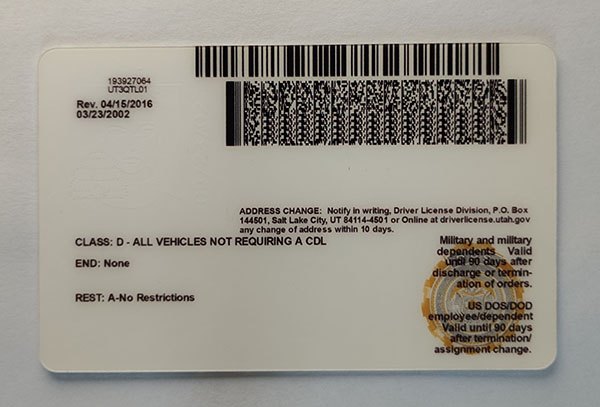 193927064
UT3QTL01
Rev. 04/15/2016
03/23/2002
ADDRESS CHANGE: Notify in writing, Driver License Division, P.O. Box
144501, Salt Lake City, UT 84114-4501 or Online at driverlicense.utah.gov
any change of address within 10 days.
CLASS: D - ALL VEHICLES NOT REQUIRING A CDL
END: None
REST: A-No Restrictions
Military and military
dependents Valid
until 90 days after
discharge or termin-
ation of orders.
US DOS/DOD
employee/dependent
Valid until 90 days
after termination/
assignment change.